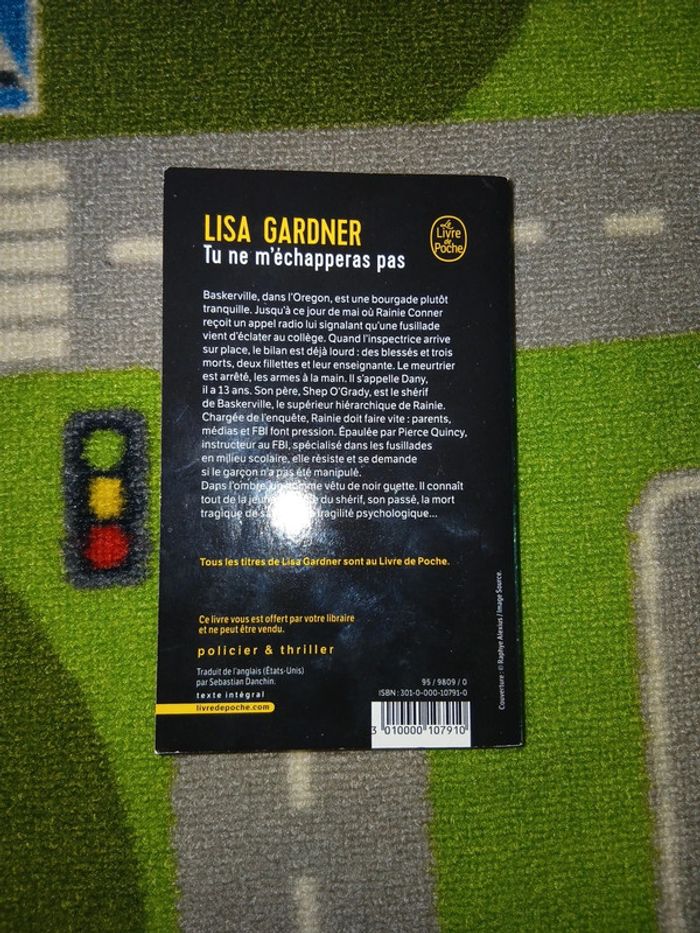 LISA GARDNER
Tu ne m'échapperas pas
Le
Livre
de
Poche
Baskerville, dans l'Oregon, est une bourgade plutôt
tranquille. Jusqu'à ce jour de mai où Rainie Conner
reçoit un appel radio lui signalant qu'une fusillade
vient d'éclater au collège. Quand l'inspectrice arrive
sur place, le bilan est déjà lourd : des blessés et trois
morts, deux fillettes et leur enseignante. Le meurtrier
est arrêté, les armes à la main. Il s'appelle Dany,
il a 13 ans. Son père, Shep O'Grady, est le shérif
de Baskerville, le supérieur hiérarchique de Rainie.
Chargée de l'enquête, Rainie doit faire vite : parents,
médias et FBI font pression. Épaulée par Pierce Quincy,
instructeur au FBI, spécialisé dans les fusillades
en milieu scolaire, elle résiste et se demande
si le garçon n'a pas été manipulé.
Dans l'ombre, un homme vêtu de noir guette. Il connaît
tout de la jeune du shérif, son passé, la mort
tragique de fragilité psychologique...
Tous les titres de Lisa Gardner sont au Livre de Poche.
Ce livre vous est offert par votre libraire
et ne peut être vendu.
policier & thriller
Traduit de l'anglais (États-Unis)
par Sebastian Danchin.
texte intégral
livredepoche.com
95 / 9809 / 0
ISBN : 301-0-000-10791-0
3 010000 107910
Couverture : © Raphye Alexius / Image Source.